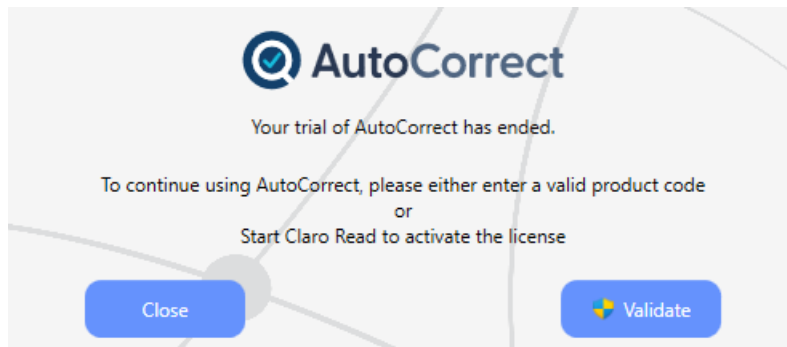 AutoCorrect
Your trial of AutoCorrect has ended.
To continue using AutoCorrect, please either enter a valid product code
or
Start Claro Read to activate the license
Close
Validate